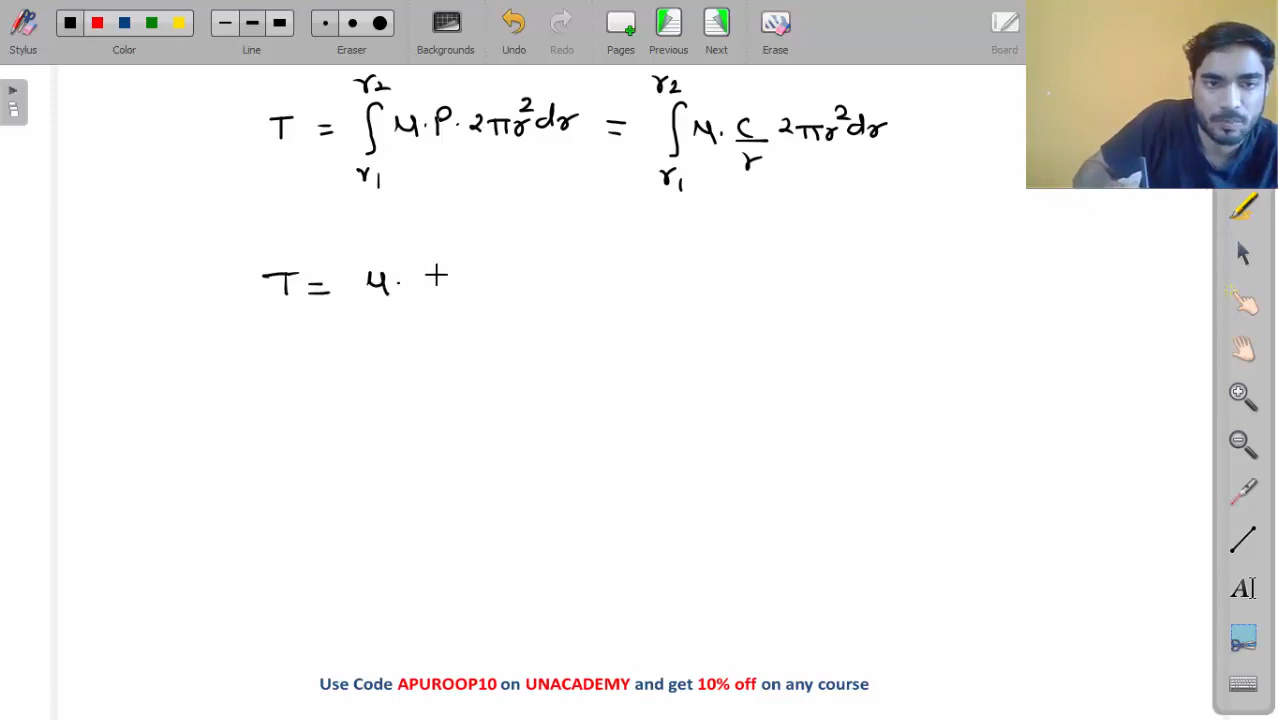 Stylus Color Line Eraser Backgrounds Undo Redo Pages Previous Next Erase Board
T = ∫_{r1}^{r2} μ.P.2πr²dr = ∫_{r1}^{r2} μ.c/r 2πr²dr
T = μ.
Use Code APUROOP10 on UNACADEMY and get 10% off on any course